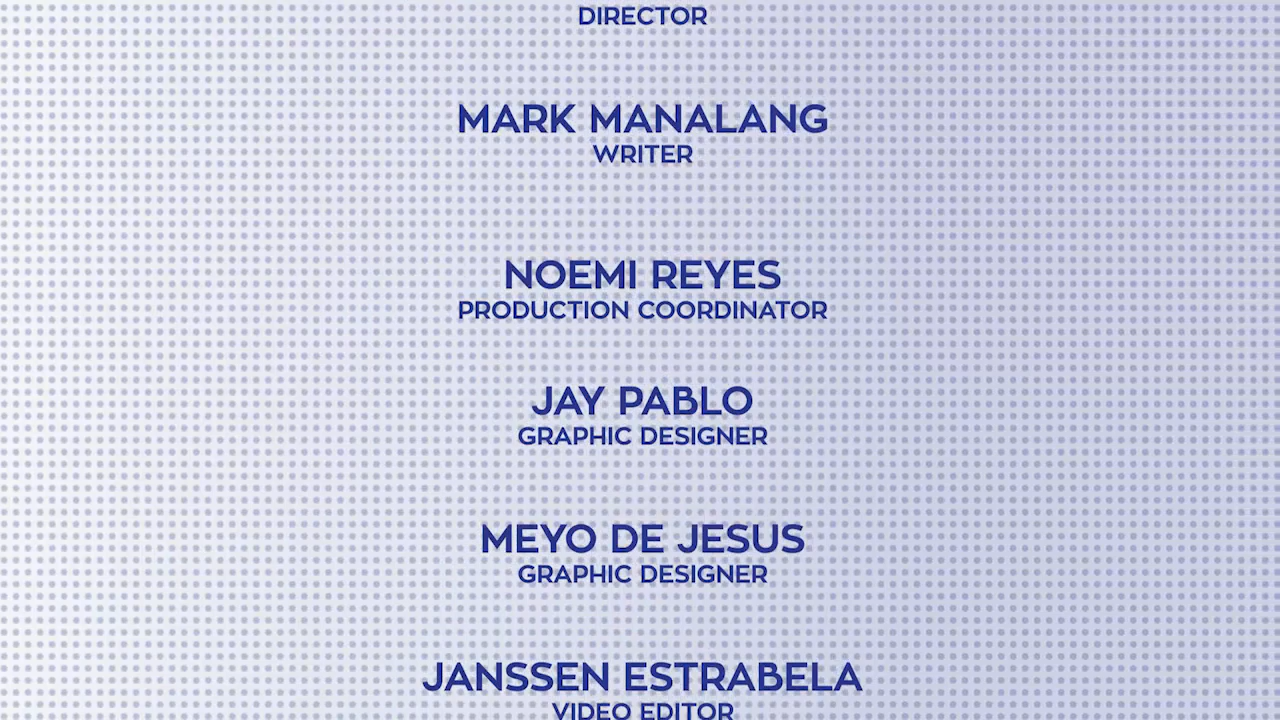 DIRECTOR
MARK MANALANG
WRITER
NOEMI REYES
PRODUCTION COORDINATOR
JAY PABLO
GRAPHIC DESIGNER
MEYO DE JESUS
GRAPHIC DESIGNER
JANSSEN ESTRABELA
VIDEO EDITOR